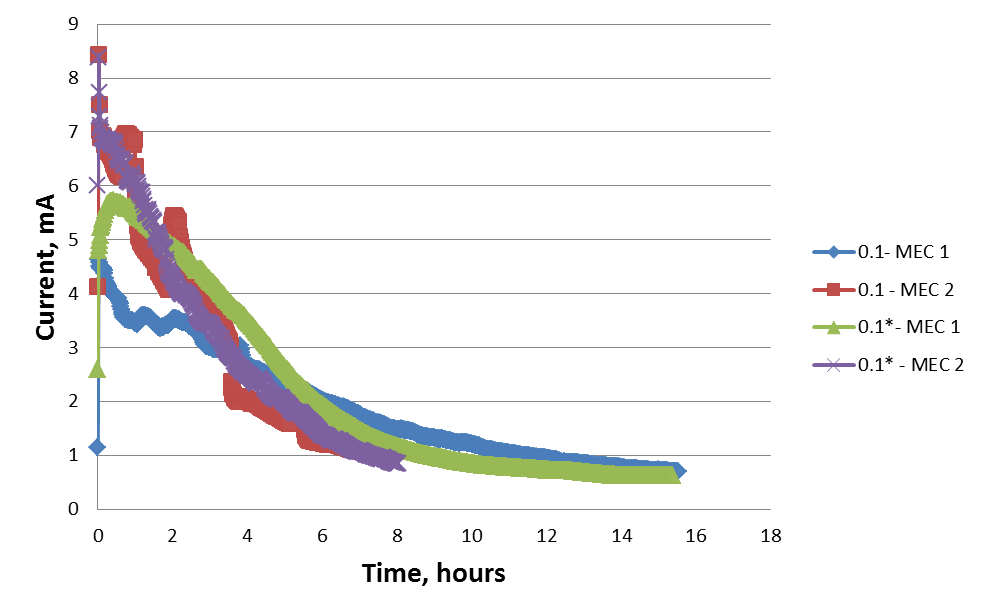 9
8
7
6
5
4
3
2
1
0
Current, mA
0 2 4 6 8 10 12 14 16 18
Time, hours
0.1- MEC 1
0.1 - MEC 2
0.1*- MEC 1
0.1* - MEC 2